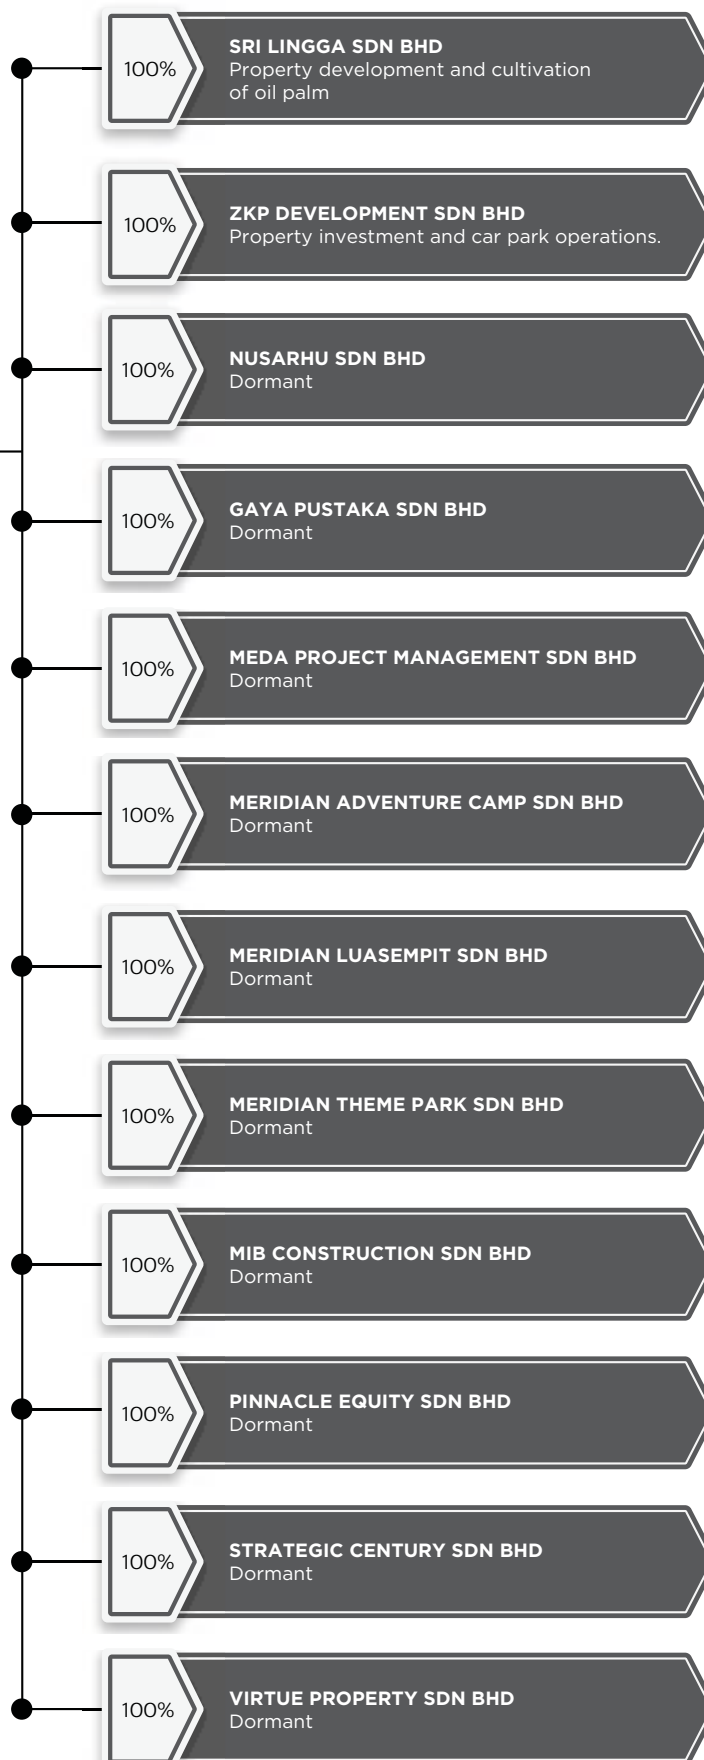 100%
SRI LINGGA SDN BHD
Property development and cultivation
of oil palm
100%
ZKP DEVELOPMENT SDN BHD
Property investment and car park operations.
100%
NUSARHU SDN BHD
Dormant
100%
GAYA PUSTAKA SDN BHD
Dormant
100%
MEDA PROJECT MANAGEMENT SDN BHD
Dormant
100%
MERIDIAN ADVENTURE CAMP SDN BHD
Dormant
100%
MERIDIAN LUASEMPIT SDN BHD
Dormant
100%
MERIDIAN THEME PARK SDN BHD
Dormant
100%
MIB CONSTRUCTION SDN BHD
Dormant
100%
PINNACLE EQUITY SDN BHD
Dormant
100%
STRATEGIC CENTURY SDN BHD
Dormant
100%
VIRTUE PROPERTY SDN BHD
Dormant